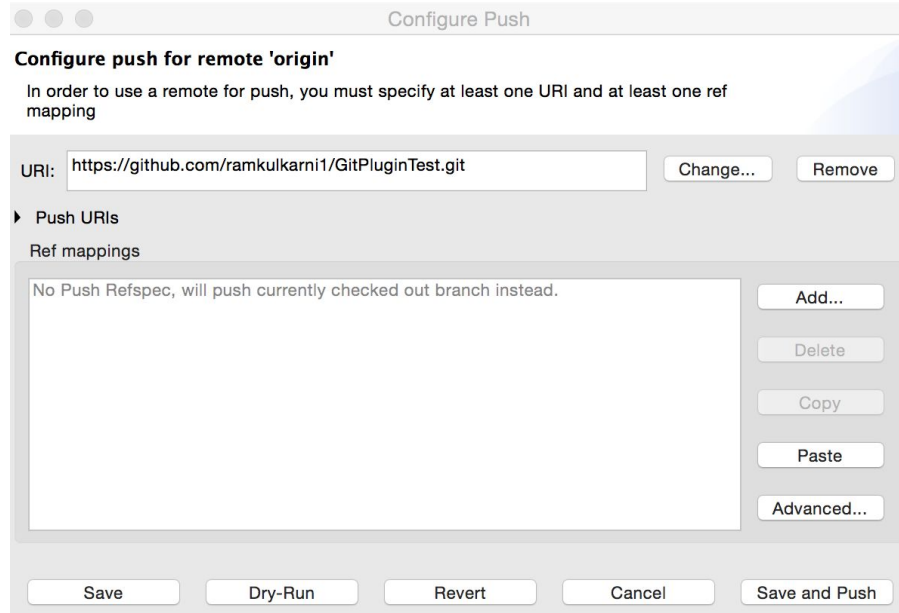 Configure Push
Configure push for remote 'origin'
In order to use a remote for push, you must specify at least one URI and at least one ref
mapping
URI: https://github.com/ramkulkarni1/GitPluginTest.git Change... Remove
Push URIs
Ref mappings
No Push Refspec, will push currently checked out branch instead.
Add...
Delete
Copy
Paste
Advanced...
Save Dry-Run Revert Cancel Save and Push